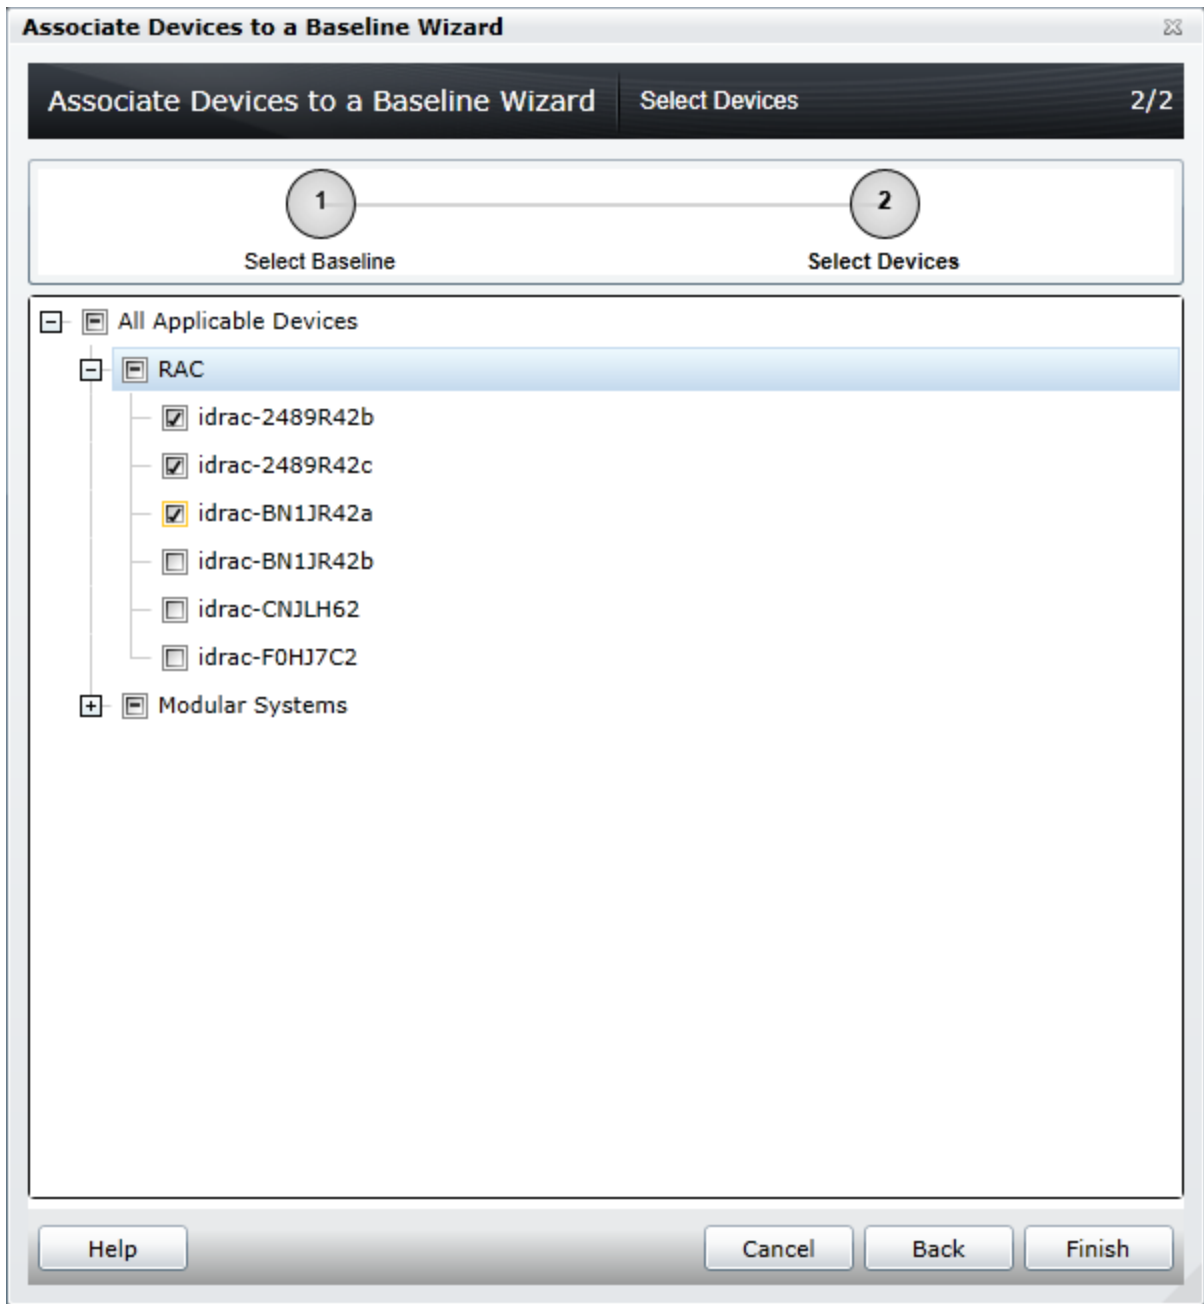 Associate Devices to a Baseline Wizard
Associate Devices to a Baseline Wizard Select Devices 2/2
1 2
Select Baseline Select Devices
All Applicable Devices
RAC
idrac-2489R42b
idrac-2489R42c
idrac-BN1JR42a
idrac-BN1JR42b
idrac-CNJLH62
idrac-F0HJ7C2
Modular Systems
Help Cancel Back Finish